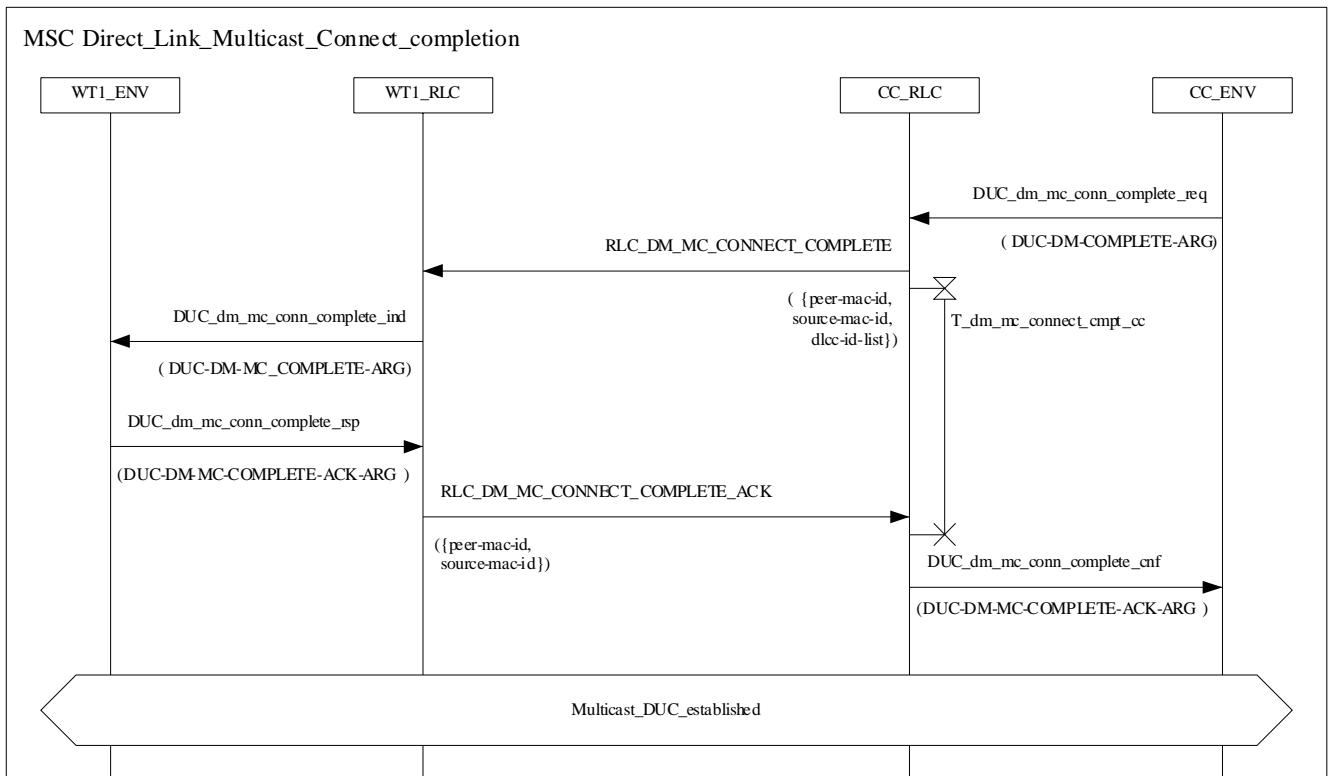 MSC Direct_Link_Multicast_Connect_completion
WT1_ENV
WT1_RLC
CC_RLC
CC_ENV
DUC_dm_mc_conn_complete_req
( DUC-DM-COMPLETE-ARG)
RLC_DM_MC_CONNECT_COMPLETE
( {peer-mac-id,
source-mac-id,
dlcc-id-list})
T_dm_mc_connect_cmpt_cc
DUC_dm_mc_conn_complete_ind
( DUC-DM-MC_COMPLETE-ARG)
DUC_dm_mc_conn_complete_rsp
(DUC-DM-MC-COMPLETE-ACK-ARG )
RLC_DM_MC_CONNECT_COMPLETE_ACK
({peer-mac-id,
source-mac-id})
DUC_dm_mc_conn_complete_cnf
(DUC-DM-MC-COMPLETE-ACK-ARG )
Multicast_DUC_established